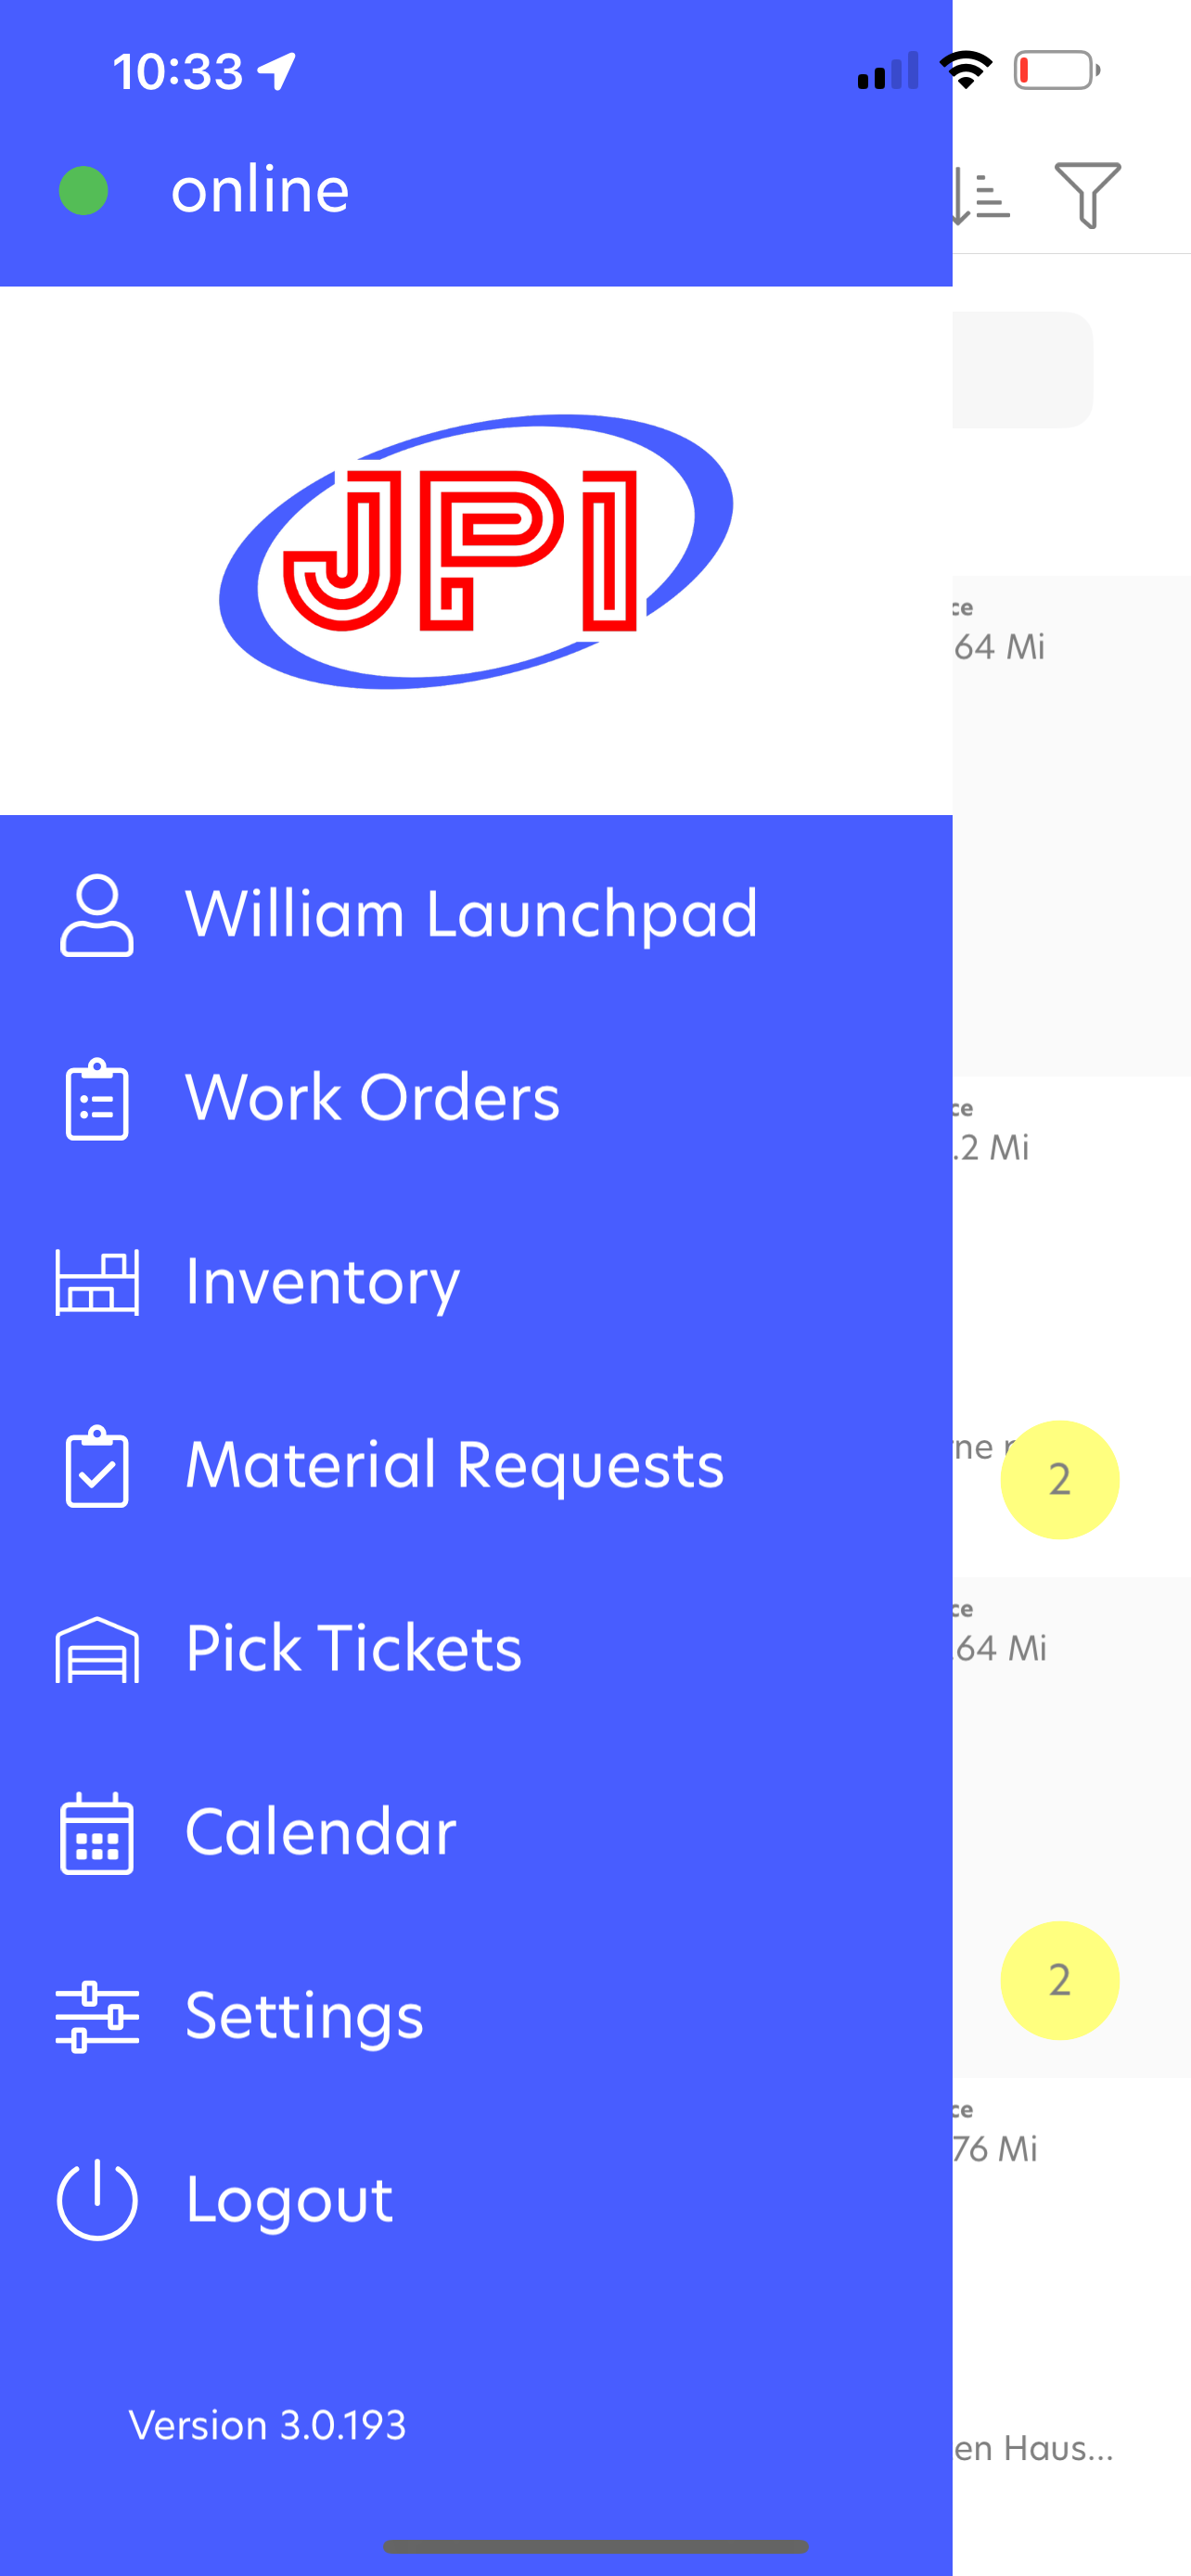 10:33
online
JPI
ce
64 Mi
William Launchpad
Work Orders
ce
.2 Mi
Inventory
Material Requests
ne
2
Pick Tickets
ce
64 Mi
Calendar
2
Settings
ce
76 Mi
Logout
Version 3.0.193
en Haus...